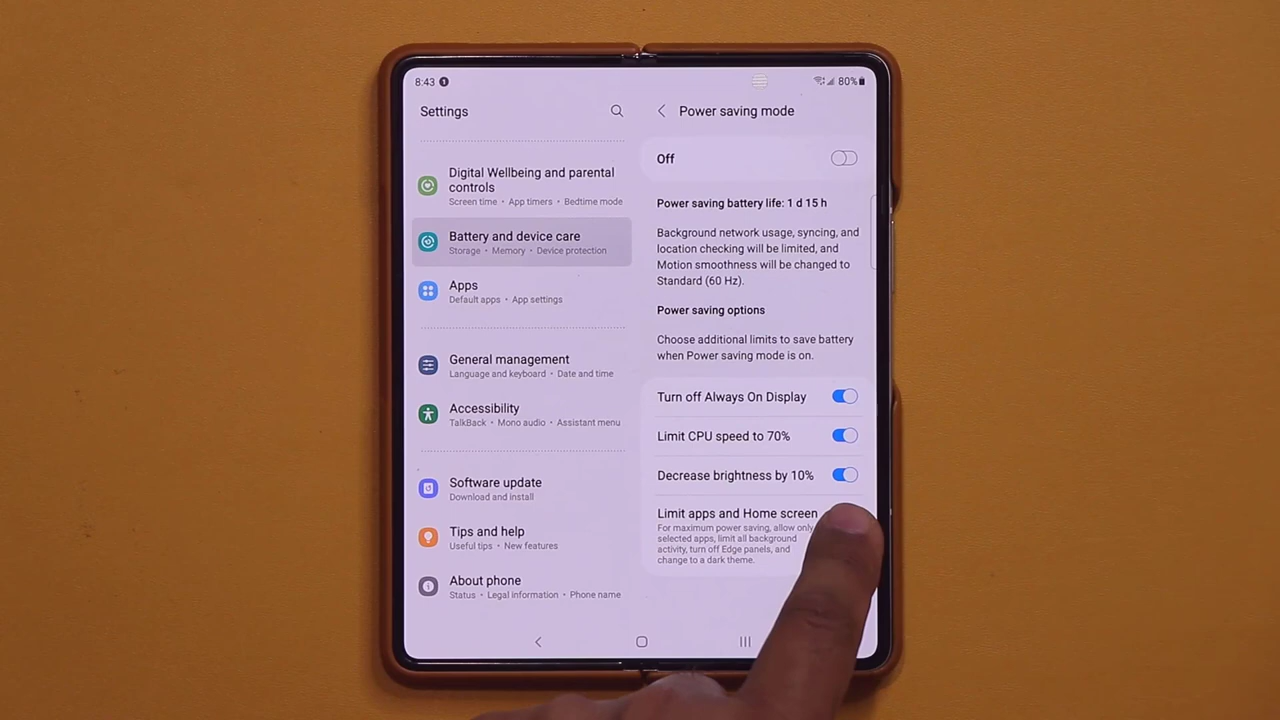 8:43
80%
Settings
Digital Wellbeing and parental
controls
Screen time • App timers • Bedtime mode
Battery and device care
Storage • Memory • Device protection
Apps
Default apps • App settings
General management
Language and keyboard • Date and time
Accessibility
TalkBack • Mono audio • Assistant menu
Software update
Download and install
Tips and help
Useful tips • New features
About phone
Status • Legal information • Phone name
Power saving mode
Off
Power saving battery life: 1 d 15 h
Background network usage, syncing, and
location checking will be limited, and
Motion smoothness will be changed to
Standard (60 Hz).
Power saving options
Choose additional limits to save battery
when Power saving mode is on.
Turn off Always On Display
Limit CPU speed to 70%
Decrease brightness by 10%
Limit apps and Home screen
For maximum power saving, allow only
selected apps, limit all background
activity, turn off Edge panels, and
change to a dark theme.